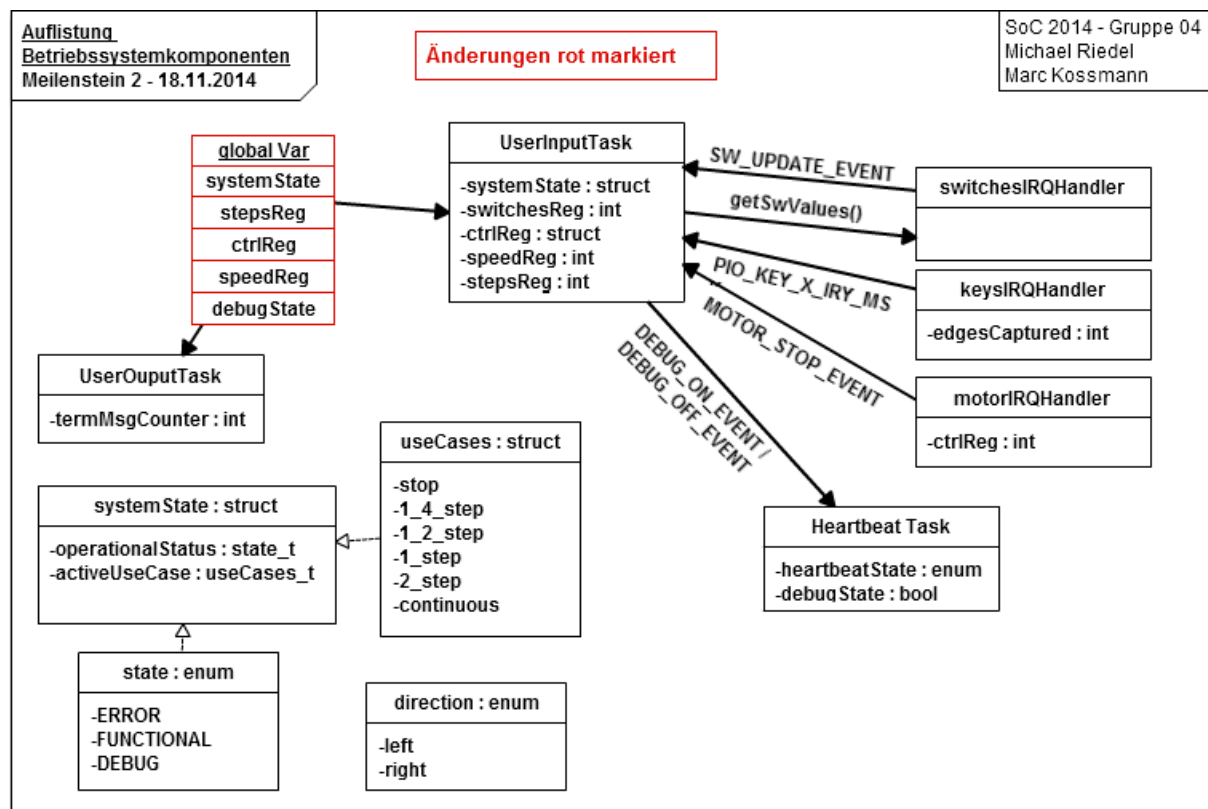 Auflistung
Betriebssystemkomponenten
Meilenstein 2 - 18.11.2014
Änderungen rot markiert
SoC 2014 - Gruppe 04
Michael Riedel
Marc Kossmann
global Var
systemState
stepsReg
ctrlReg
speedReg
debugState
UserInputTask
-systemState : struct
-switchesReg : int
-ctrlReg : struct
-speedReg : int
-stepsReg : int
SW_UPDATE_EVENT
getSwValues()
PIO_KEY_X_IRY_MS
MOTOR_STOP_EVENT
DEBUG_ON_EVENT /
DEBUG_OFF_EVENT
switchesIRQHandler
keysIRQHandler
-edgesCaptured : int
motorIRQHandler
-ctrlReg : int
UserOuputTask
-termMsgCounter : int
useCases : struct
-stop
-1_4_step
-1_2_step
-1_step
-2_step
-continuous
systemState : struct
-operationalStatus : state_t
-activeUseCase : useCases_t
Heartbeat Task
-heartbeatState : enum
-debugState : bool
state : enum
-ERROR
-FUNCTIONAL
-DEBUG
direction : enum
-left
-right